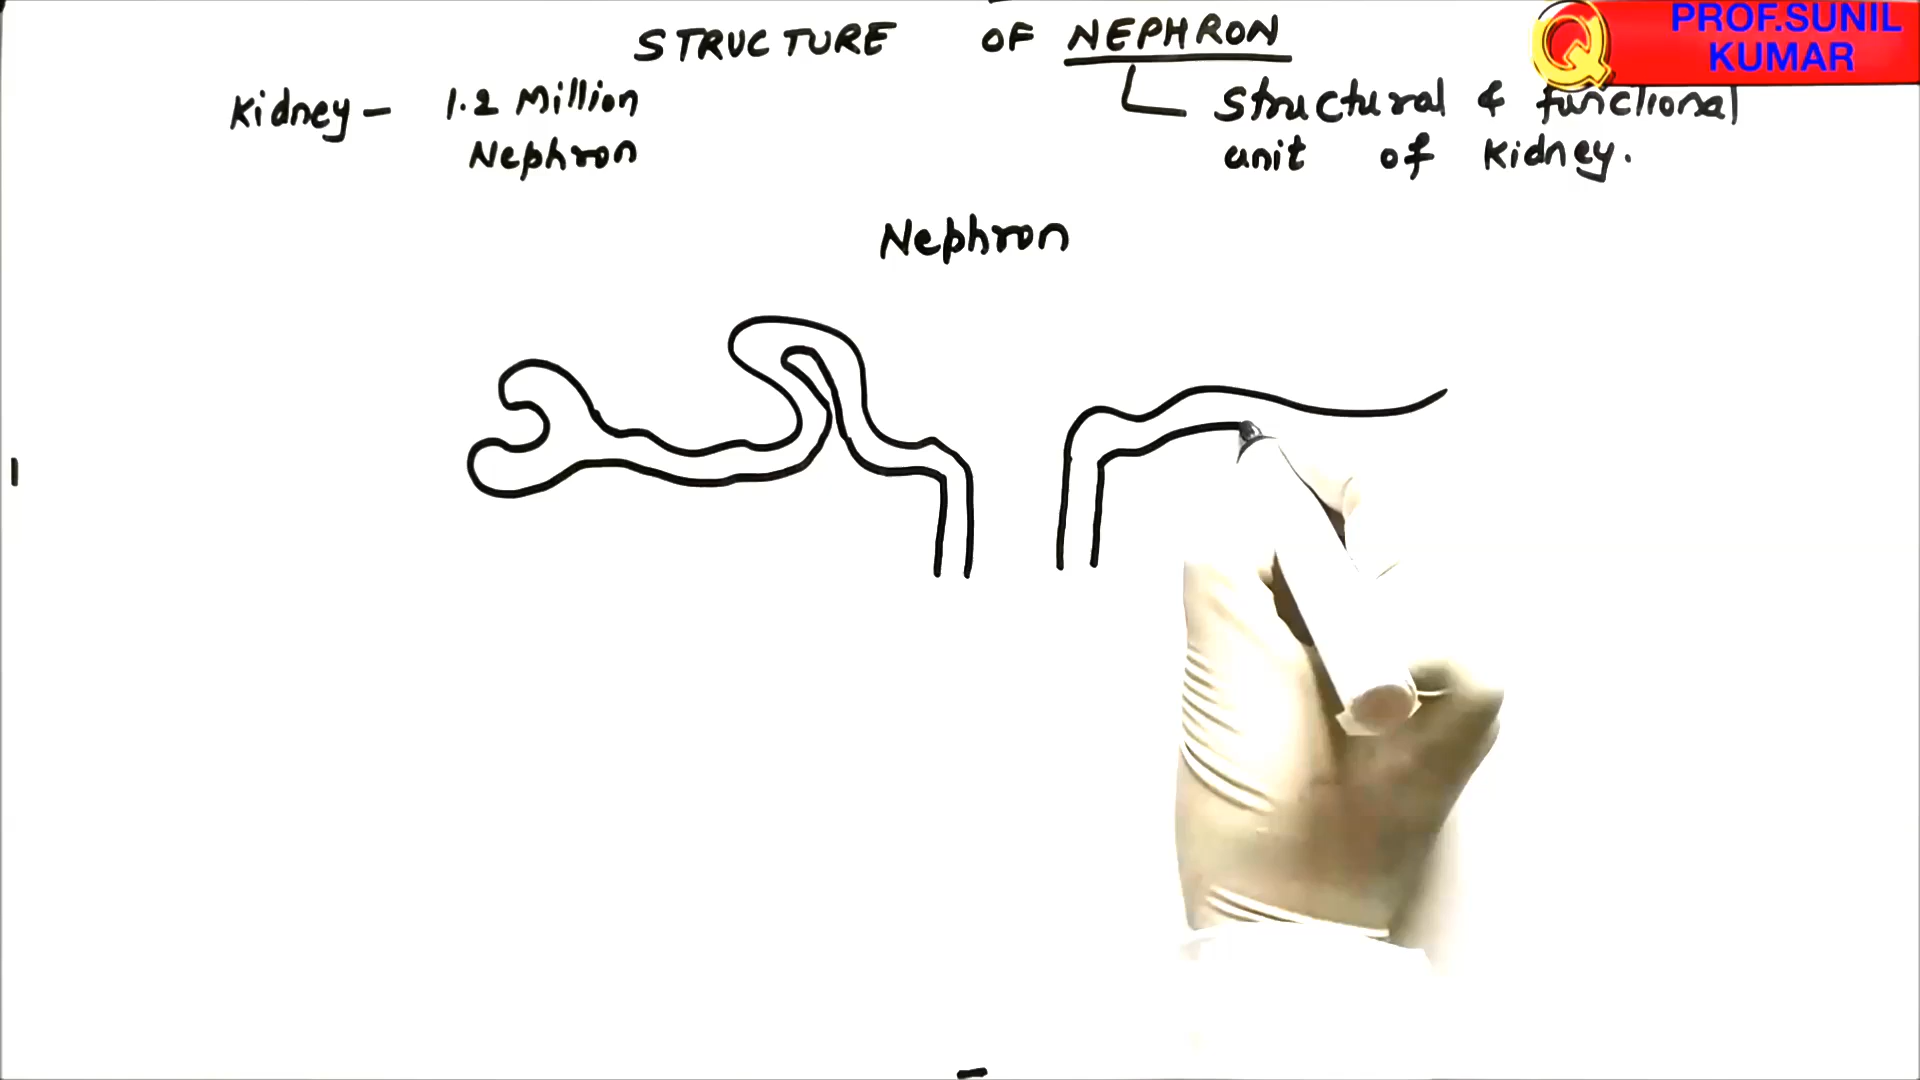 STRUCTURE OF NEPHRON
PROF.SUNIL
KUMAR
Kidney - 1.2 Million
Nephron
Structural & functional
unit of Kidney.
Nephron